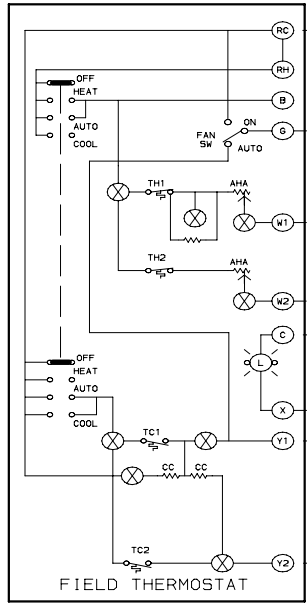 RC
RH
OFF
HEAT
B
AUTO
ON
G
FAN
SW
COOL
AUTO
TH1
AHA
W1
TH2
AHA
W2
C
L
OFF
HEAT
AUTO
X
COOL
TC1
Y1
CC CC
TC2
Y2
FIELD THERMOSTAT